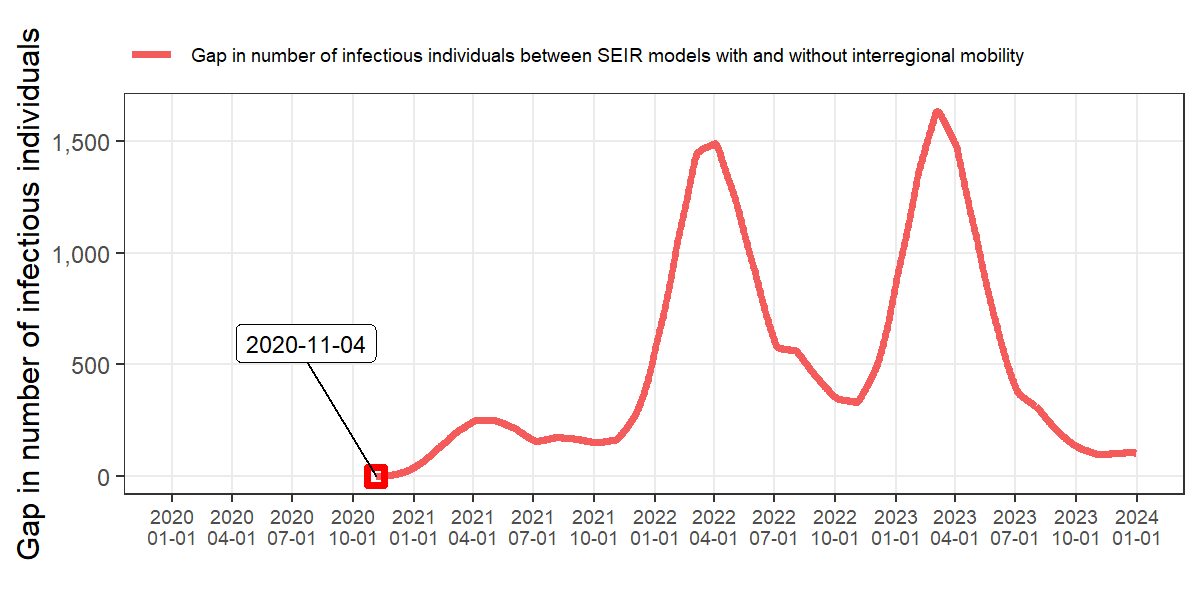 Gap in number of infectious individuals between SEIR models with and without interregional mobility
Gap in number of infectious individuals
1,500
1,000
500
0
2020-11-04
2020 2020 2020 2020 2021 2021 2021 2021 2022 2022 2022 2022 2023 2023 2023 2023 2024
01-01 04-01 07-01 10-01 01-01 04-01 07-01 10-01 01-01 04-01 07-01 10-01 01-01 04-01 07-01 10-01 01-01